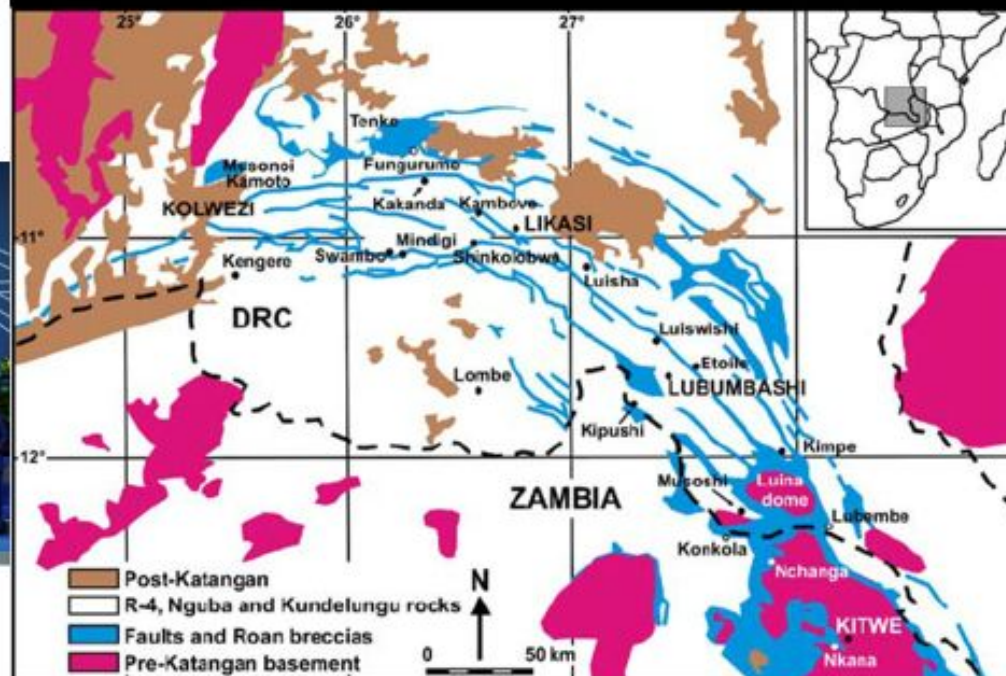 25° 26° 27°
Tenke
Fungurume
Musonoi
Kamoto
KOLWEZI
Kakanda
Kambove
LIKASI
11°
Mindigi
Swambo
Shinkolobwe
Kengere
Luisha
DRC
Luiswishi
Etoile
Lombe
LUBUMBASHI
Kipushi
12°
Kimpe
Musoshi
Luina
dome
ZAMBIA
Lubembe
Konkola
Nchanga
Post-Katangan
R-4, Nguba and Kundelungu rocks
Faults and Roan breccias
Pre-Katangan basement
N
0 50 km
KITWE
Nkana